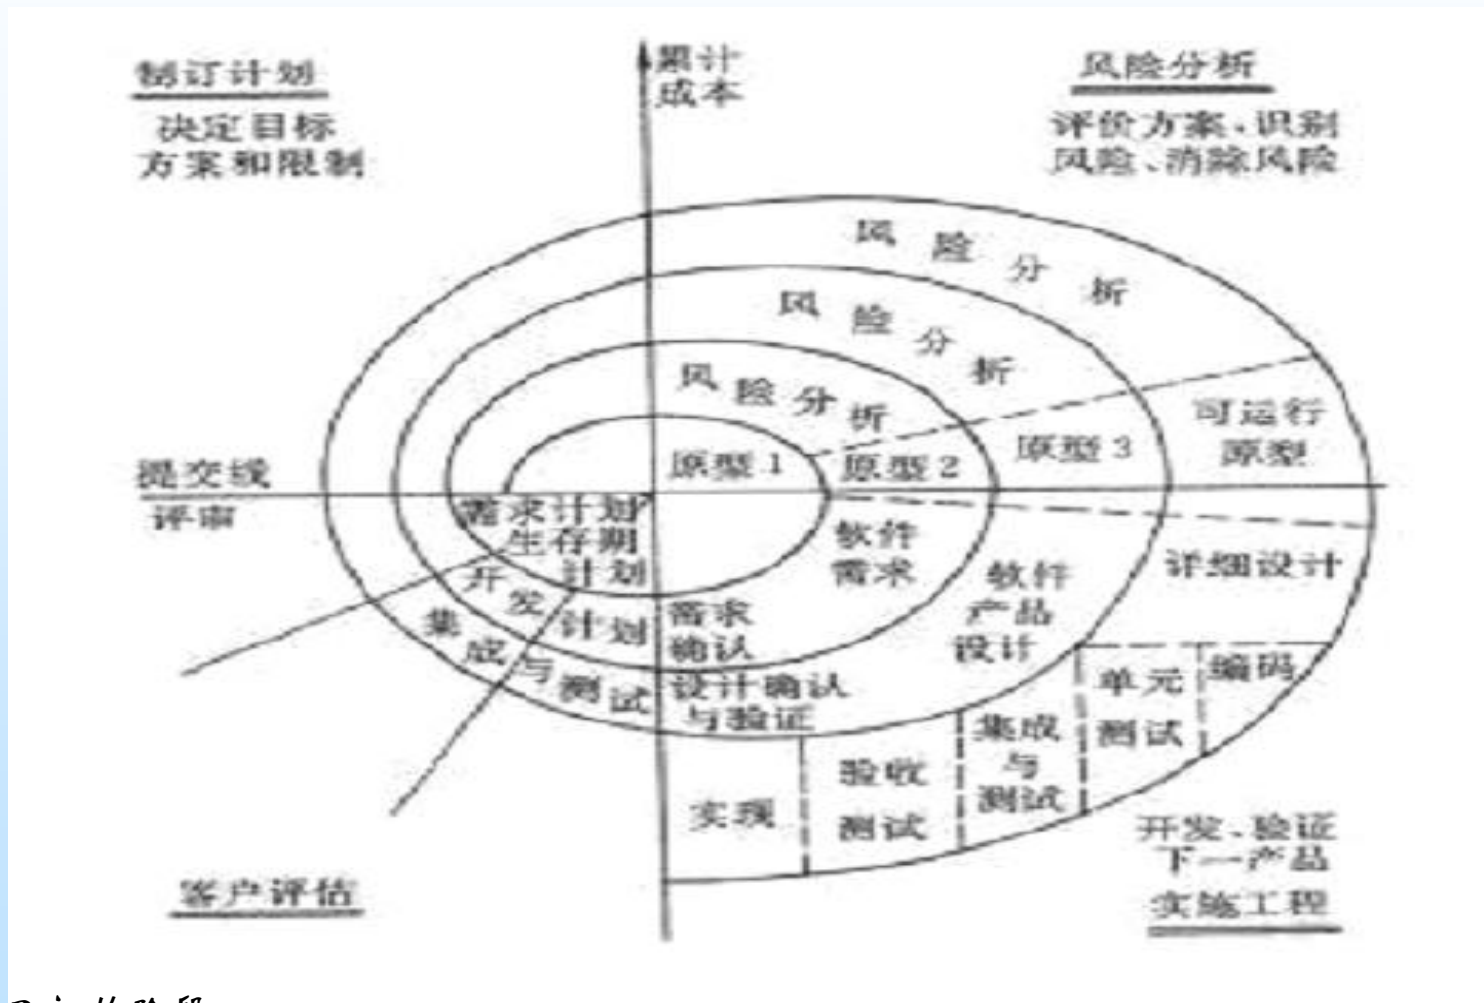 制订计划
决定目标
方案和限制
累计
成本
风险分析
评价方案、识别
风险、消除风险
风险分析
风险分析
风险分析
可运行
原型
原型1
原型2
原型3
提交线
评审
需求计划
生存期
计划
开发计划
集成与测试
软件
需求
需求
确认
软件
产品
设计
设计确认
与验证
详细设计
编码
单元
测试
集成
与
测试
验收
测试
实现
客户评估
开发、验证
下一产品
实施工程